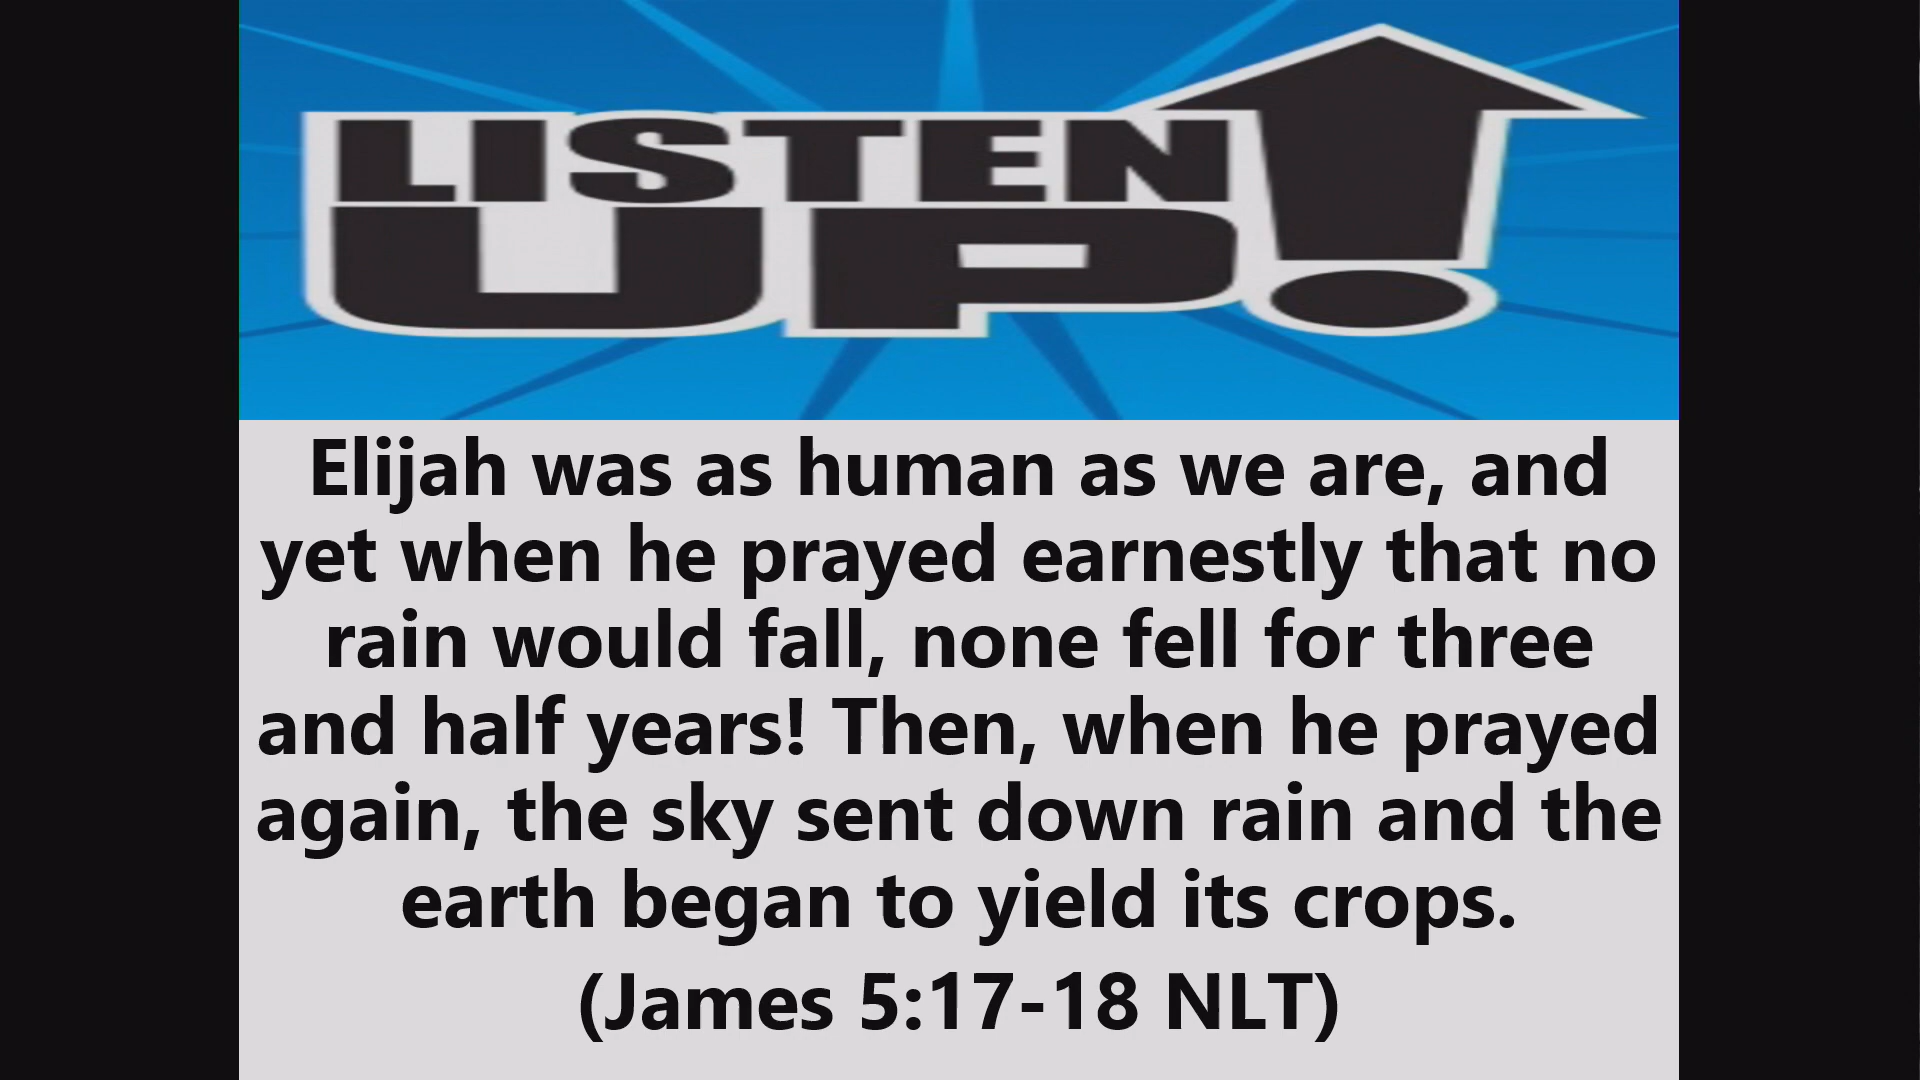 LISTEN
UP!
Elijah was as human as we are, and
yet when he prayed earnestly that no
rain would fall, none fell for three
and half years! Then, when he prayed
again, the sky sent down rain and the
earth began to yield its crops.
(James 5:17-18 NLT)